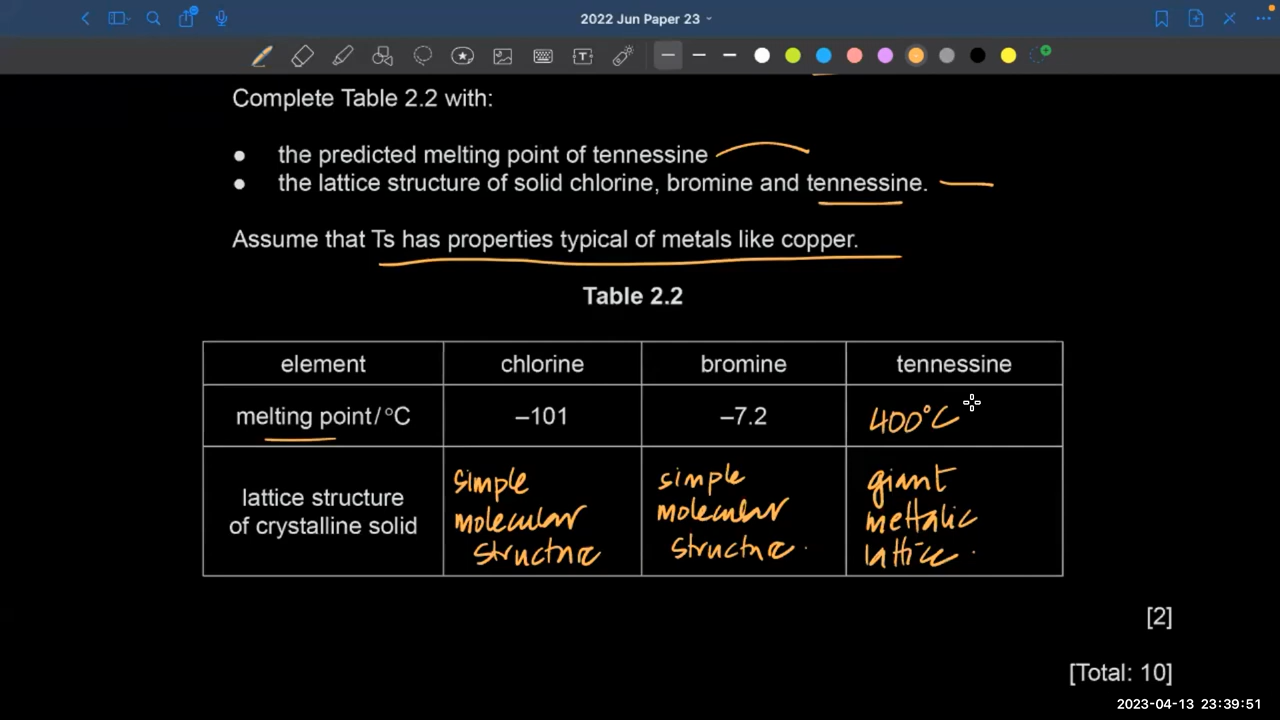 2022 Jun Paper 23
Complete Table 2.2 with:
● the predicted melting point of tennessine
● the lattice structure of solid chlorine, bromine and tennessine.
Assume that Ts has properties typical of metals like copper.
Table 2.2
element chlorine bromine tennessine
melting point/°C –101 –7.2 400°C
lattice structure of crystalline solid
simple molecular structure
simple molecular structure.
giant mettalic lattice.
[2]
[Total: 10]
2023-04-13 23:39:51